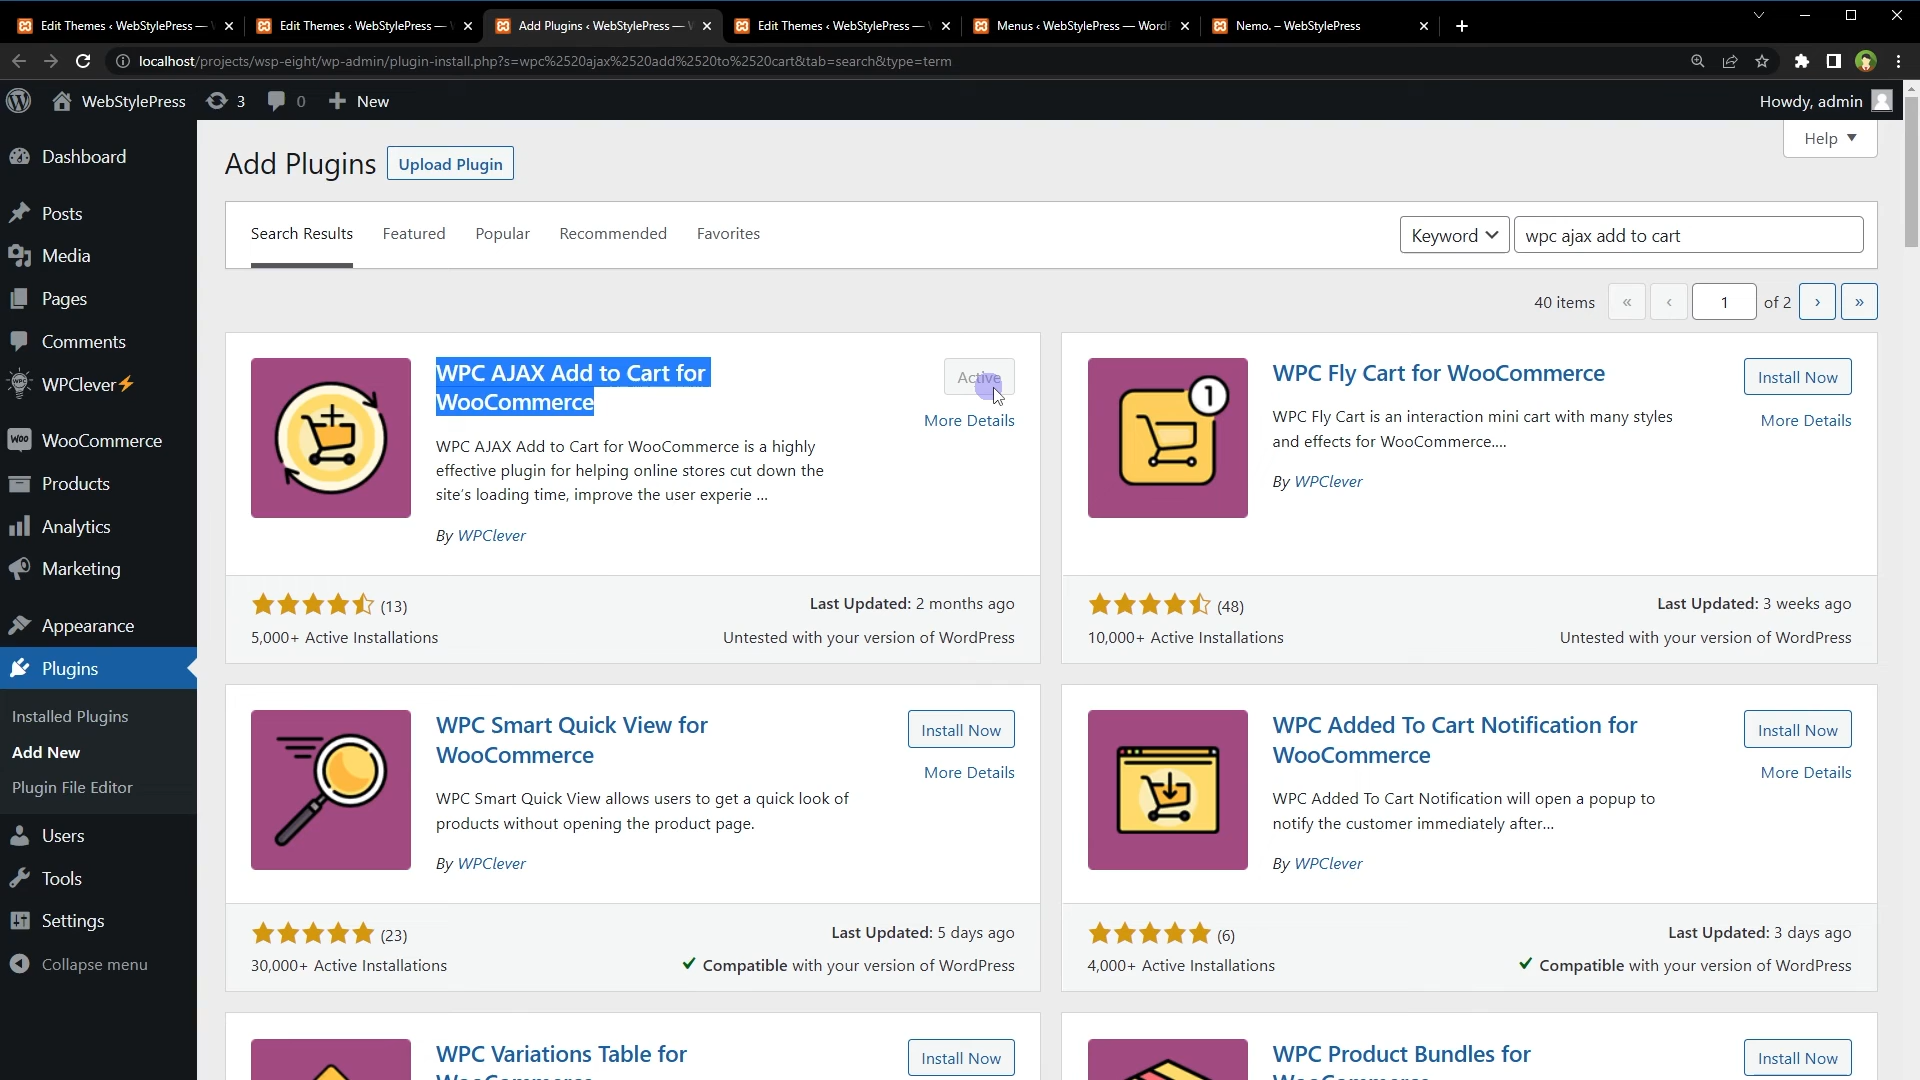 Edit Themes ‹ WebStylePress —
Edit Themes ‹ WebStylePress —
Add Plugins ‹ WebStylePress —
Edit Themes ‹ WebStylePress —
Menus ‹ WebStylePress — Word
Nemo. – WebStylePress
localhost/projects/wsp-eight/wp-admin/plugin-install.php?s=wpc%2520ajax%2520add%2520to%2520cart&tab=search&type=term
WebStylePress
3
0
New
Howdy, admin
Help
Dashboard
Posts
Media
Pages
Comments
WPClever⚡
WooCommerce
Products
Analytics
Marketing
Appearance
Plugins
Installed Plugins
Add New
Plugin File Editor
Users
Tools
Settings
Collapse menu
Add Plugins
Upload Plugin
Search Results
Featured
Popular
Recommended
Favorites
Keyword
wpc ajax add to cart
40 items
«
‹
1
of 2
›
»
WPC AJAX Add to Cart for
WooCommerce
Active
More Details
WPC AJAX Add to Cart for WooCommerce is a highly
effective plugin for helping online stores cut down the
site's loading time, improve the user experie ...
By WPClever
(13)
5,000+ Active Installations
Last Updated: 2 months ago
Untested with your version of WordPress
1
WPC Fly Cart for WooCommerce
Install Now
More Details
WPC Fly Cart is an interaction mini cart with many styles
and effects for WooCommerce....
By WPClever
(48)
10,000+ Active Installations
Last Updated: 3 weeks ago
Untested with your version of WordPress
WPC Smart Quick View for
WooCommerce
Install Now
More Details
WPC Smart Quick View allows users to get a quick look of
products without opening the product page.
By WPClever
(23)
30,000+ Active Installations
Last Updated: 5 days ago
Compatible with your version of WordPress
WPC Added To Cart Notification for
WooCommerce
Install Now
More Details
WPC Added To Cart Notification will open a popup to
notify the customer immediately after...
By WPClever
(6)
4,000+ Active Installations
Last Updated: 3 days ago
Compatible with your version of WordPress
WPC Variations Table for
Install Now
WPC Product Bundles for
Install Now